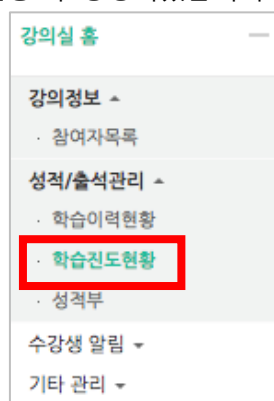 강의실 홈
강의정보
· 참여자목록
성적/출석관리
· 학습이력현황
· 학습진도현황
· 성적부
수강생 알림
기타 관리